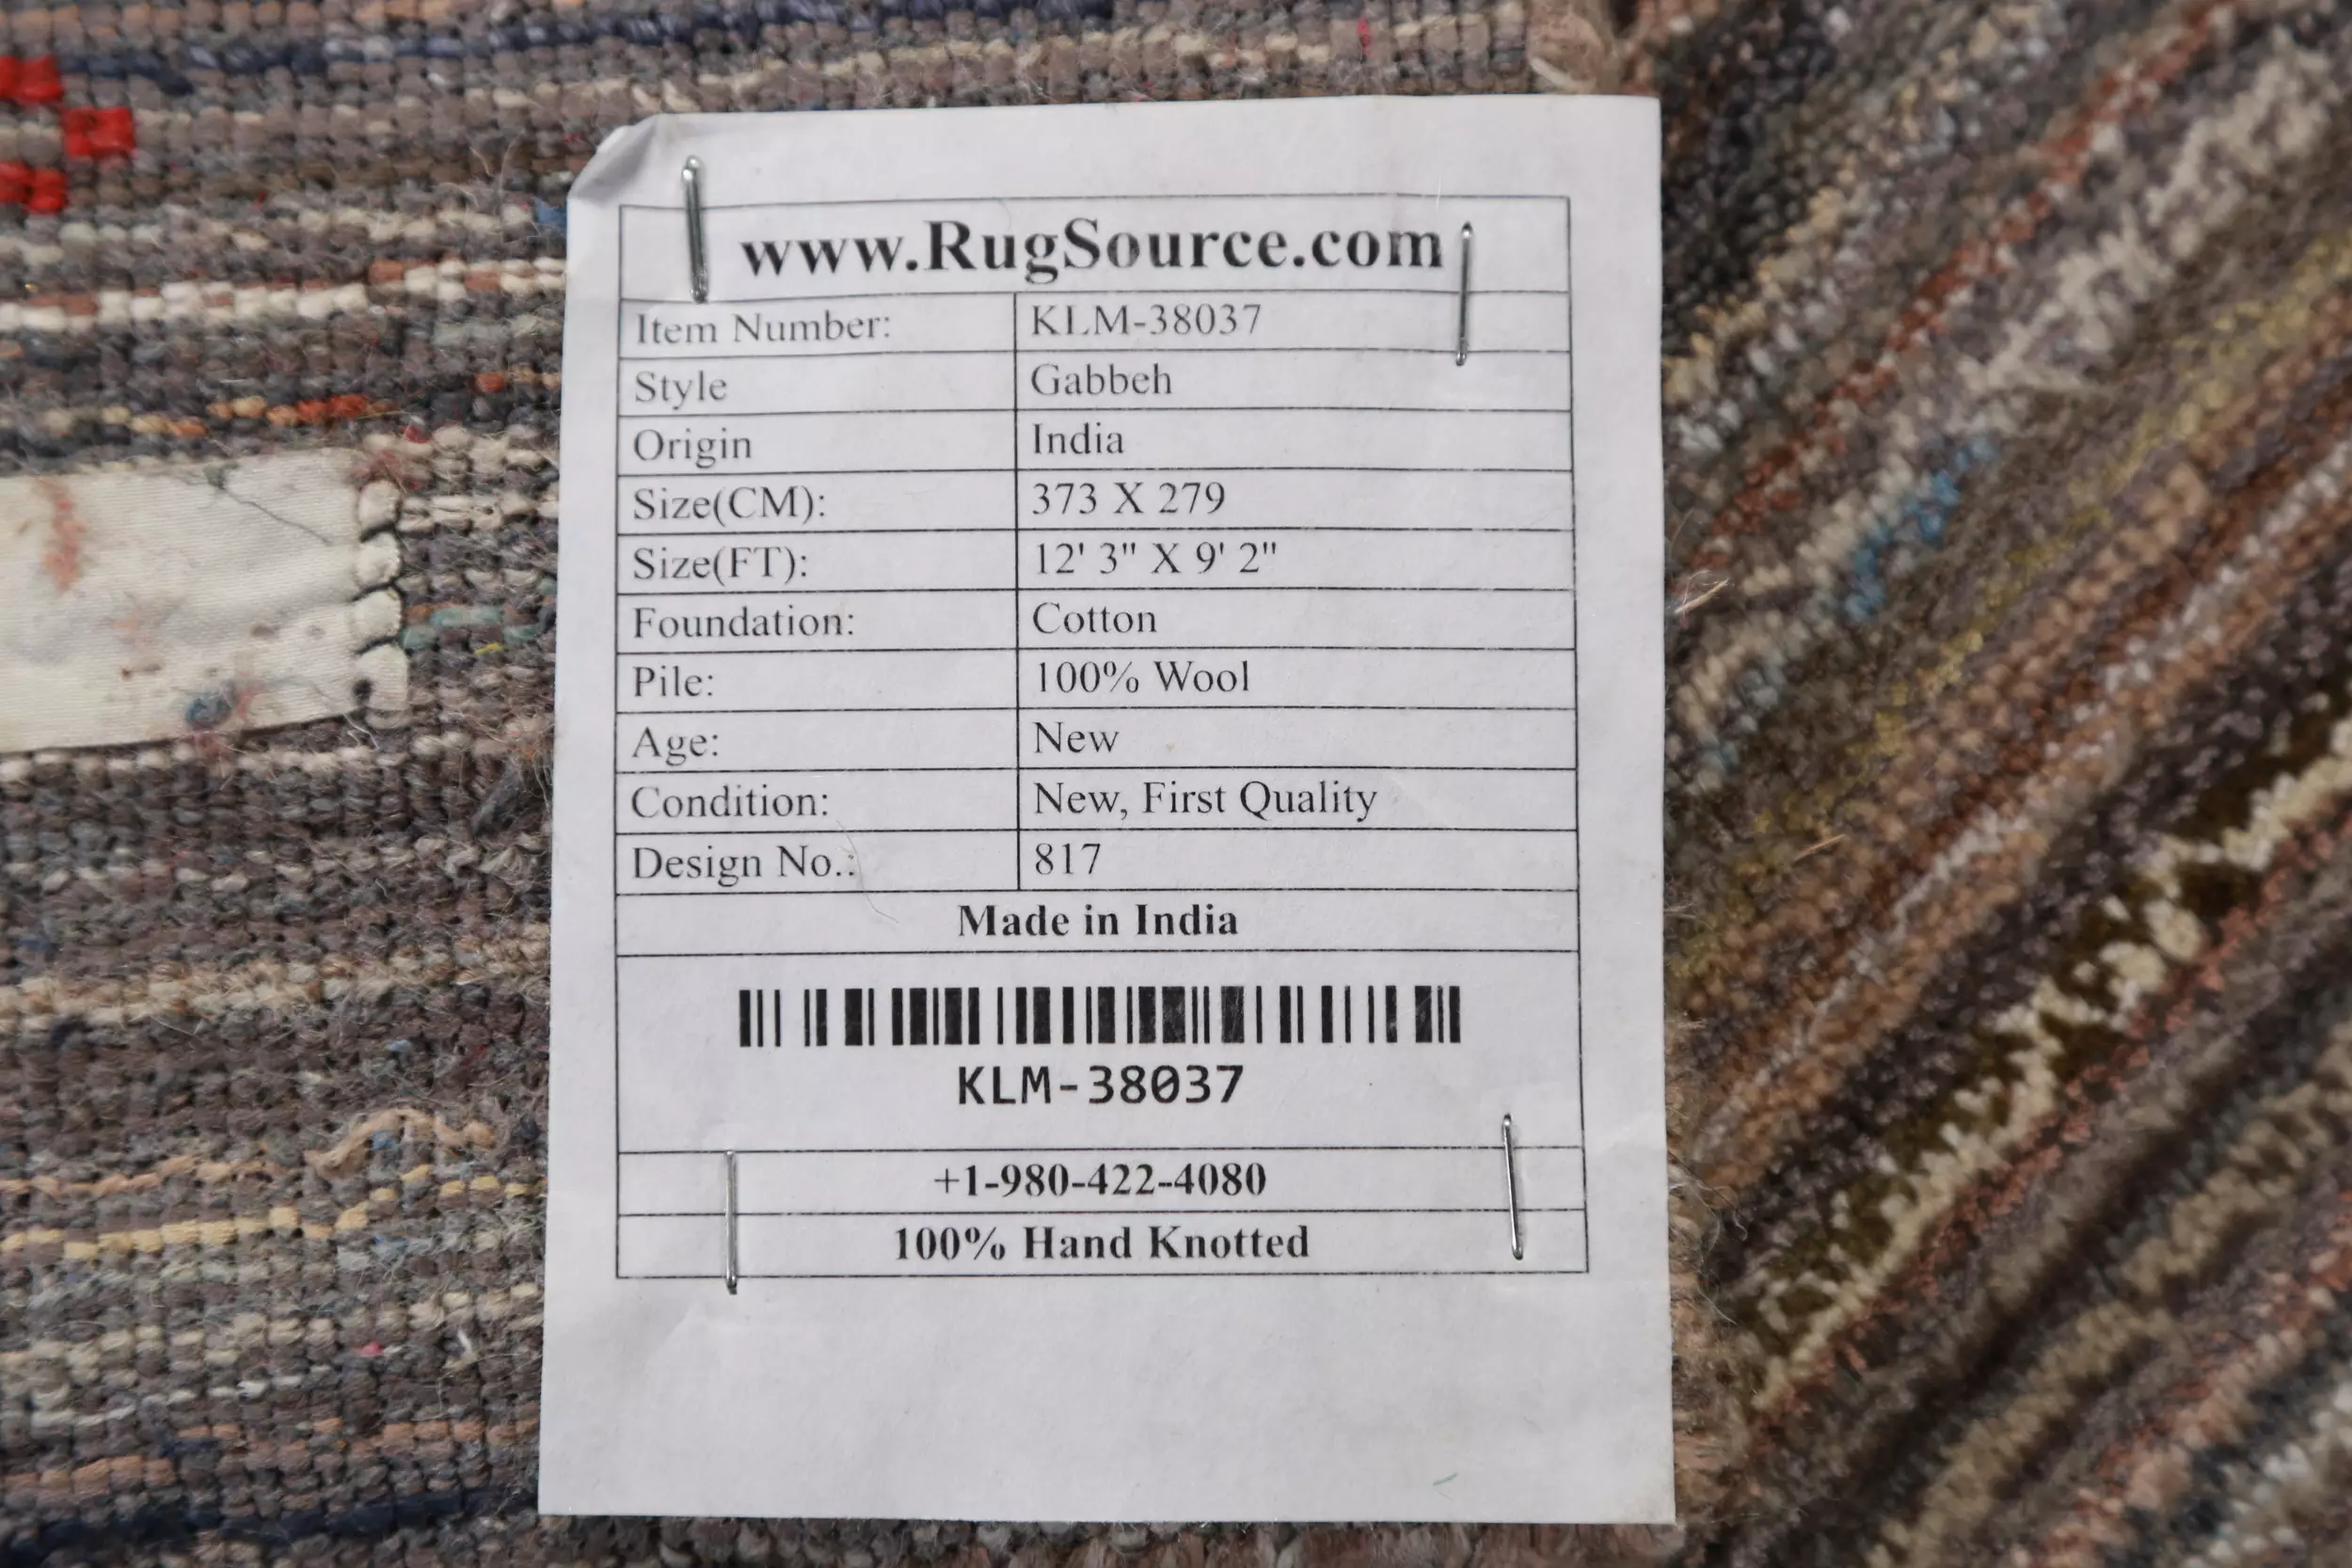 www.RugSource.com
Item Number: KLM-38037
Style Gabbeh
Origin India
Size(CM): 373 X 279
Size(FT): 12' 3" X 9' 2"
Foundation: Cotton
Pile: 100% Wool
Age: New
Condition: New, First Quality
Design No.: 817
Made in India
KLM-38037
+1-980-422-4080
100% Hand Knotted